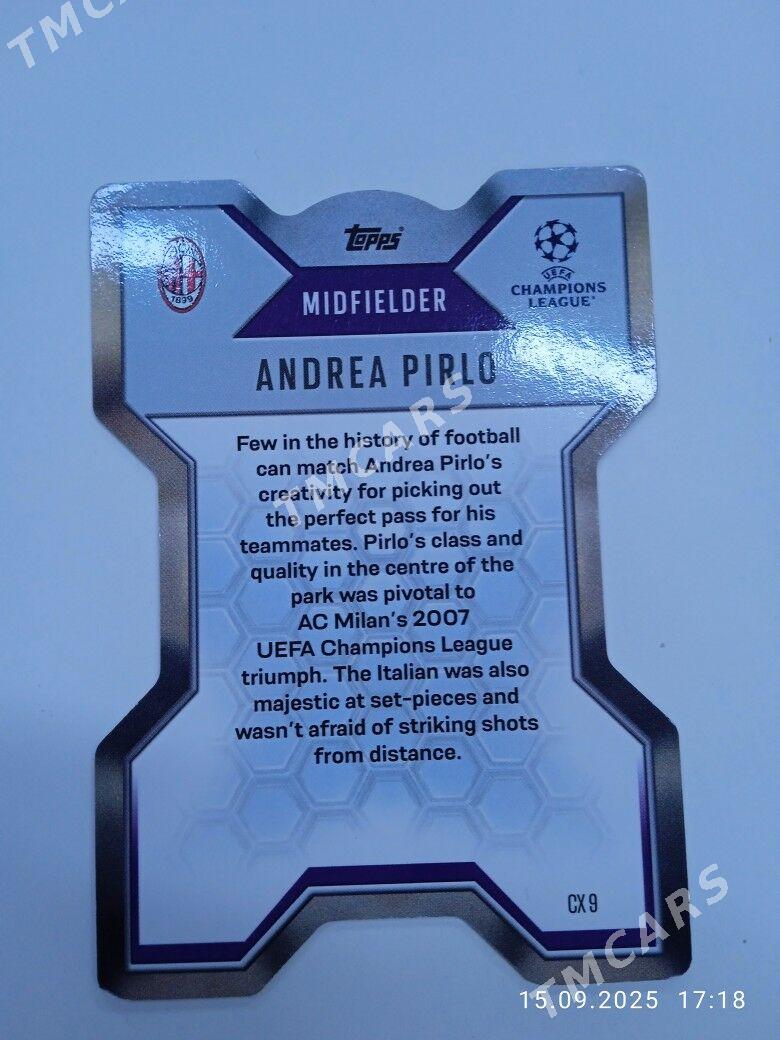 TMCARS
topps
1899
UEFA
CHAMPIONS
LEAGUE
MIDFIELDER
ANDREA PIRLO
TMCARS
Few in the history of football
can match Andrea Pirlo's
creativity for picking out
the perfect pass for his
teammates. Pirlo's class and
quality in the centre of the
park was pivotal to
AC Milan's 2007
UEFA Champions League
triumph. The Italian was also
majestic at set-pieces and
wasn't afraid of striking shots
from distance.
CX 9
TMCARS
15.09.2025 17:18